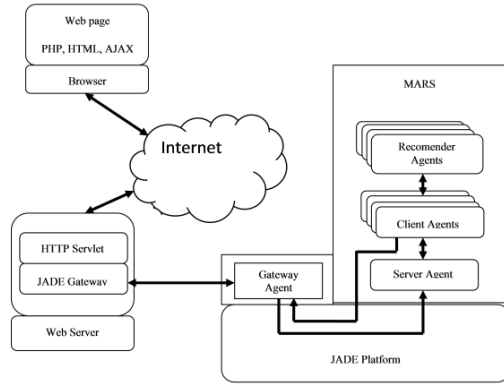 Web page
PHP, HTML, AJAX
Browser
Internet
MARS
Recomender
Agents
Client Agents
Server Agent
HTTP Servlet
JADE Gateway
Gateway
Agent
Web Server
JADE Platform